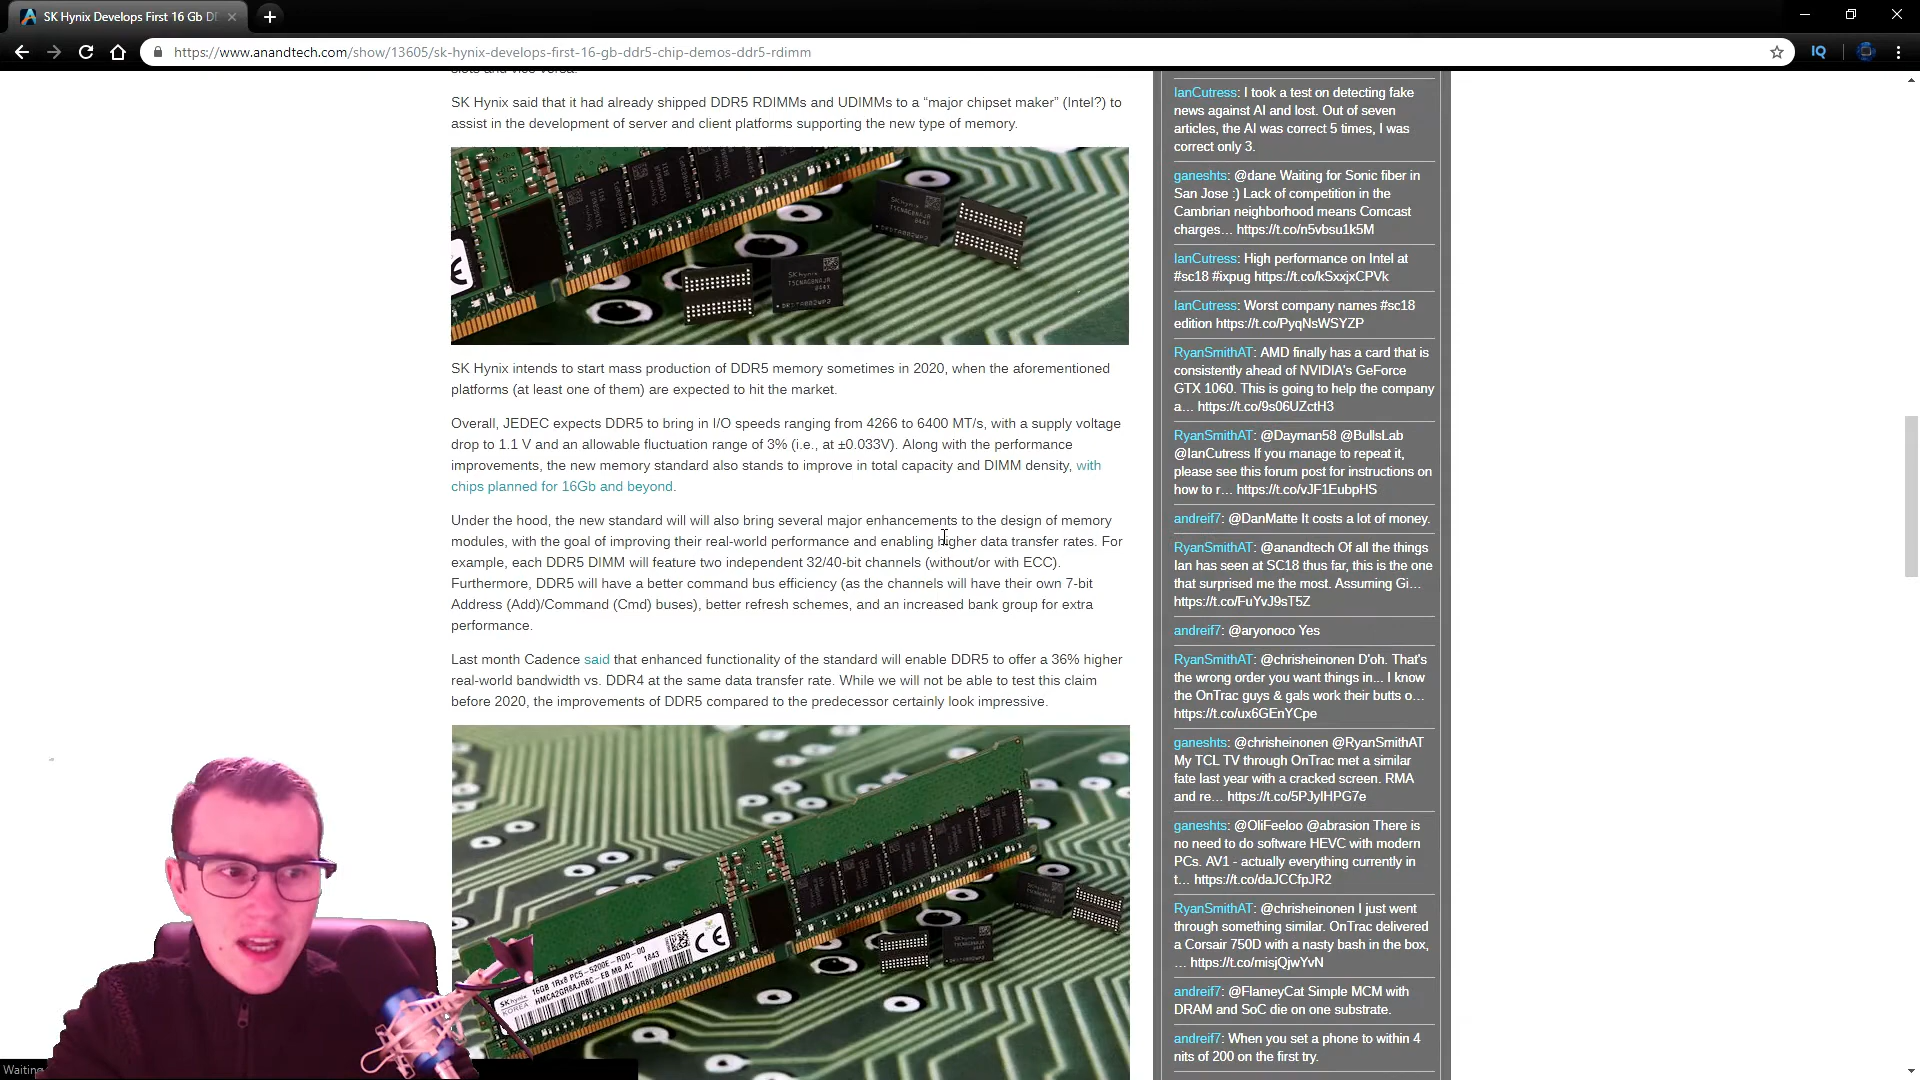 SK Hynix Develops First 16 Gb D
https://www.anandtech.com/show/13605/sk-hynix-develops-first-16-gb-ddr5-chip-demos-ddr5-rdimm
IQ
slots and vice versa.
SK Hynix said that it had already shipped DDR5 RDIMMs and UDIMMs to a “major chipset maker” (Intel?) to
assist in the development of server and client platforms supporting the new type of memory.
SK Hynix intends to start mass production of DDR5 memory sometimes in 2020, when the aforementioned
platforms (at least one of them) are expected to hit the market.
Overall, JEDEC expects DDR5 to bring in I/O speeds ranging from 4266 to 6400 MT/s, with a supply voltage
drop to 1.1 V and an allowable fluctuation range of 3% (i.e., at ±0.033V). Along with the performance
improvements, the new memory standard also stands to improve in total capacity and DIMM density, with
chips planned for 16Gb and beyond.
Under the hood, the new standard will will also bring several major enhancements to the design of memory
modules, with the goal of improving their real-world performance and enabling higher data transfer rates. For
example, each DDR5 DIMM will feature two independent 32/40-bit channels (without/or with ECC).
Furthermore, DDR5 will have a better command bus efficiency (as the channels will have their own 7-bit
Address (Add)/Command (Cmd) buses), better refresh schemes, and an increased bank group for extra
performance.
Last month Cadence said that enhanced functionality of the standard will enable DDR5 to offer a 36% higher
real-world bandwidth vs. DDR4 at the same data transfer rate. While we will not be able to test this claim
before 2020, the improvements of DDR5 compared to the predecessor certainly look impressive.
16GB 1Rx8 PC5-5200E-RD0-00
HMCA2GR8AJR8C-EB MB AC 1843
SK hynix
KOREA
Waiting
IanCutress: I took a test on detecting fake
news against AI and lost. Out of seven
articles, the AI was correct 5 times, I was
correct only 3.
ganeshts: @dane Waiting for Sonic fiber in
San Jose :) Lack of competition in the
Cambrian neighborhood means Comcast
charges… https://t.co/n5vbsu1k5M
IanCutress: High performance on Intel at
#sc18 #ixpug https://t.co/kSxxjxCPVk
IanCutress: Worst company names #sc18
edition https://t.co/PyqNsWSYZP
RyanSmithAT: AMD finally has a card that is
consistently ahead of NVIDIA's GeForce
GTX 1060. This is going to help the company
a… https://t.co/9s06UZctH3
RyanSmithAT: @Dayman58 @BullsLab
@IanCutress If you manage to repeat it,
please see this forum post for instructions on
how to r… https://t.co/vJF1EubpHS
andreif7: @DanMatte It costs a lot of money.
RyanSmithAT: @anandtech Of all the things
Ian has seen at SC18 thus far, this is the one
that surprised me the most. Assuming Gi…
https://t.co/FuYvJ9sT5Z
andreif7: @aryonoco Yes
RyanSmithAT: @chrisheinonen D'oh. That's
the wrong order you want things in... I know
the OnTrac guys & gals work their butts o…
https://t.co/ux6GEnYCpe
ganeshts: @chrisheinonen @RyanSmithAT
My TCL TV through OnTrac met a similar
fate last year with a cracked screen. RMA
and re… https://t.co/5PJylHPG7e
ganeshts: @OliFeeloo @abrasion There is
no need to do software HEVC with modern
PCs. AV1 - actually everything currently in
t… https://t.co/daJCCfpJR2
RyanSmithAT: @chrisheinonen I just went
through something similar. OnTrac delivered
a Corsair 750D with a nasty bash in the box,
… https://t.co/misjQjwYvN
andreif7: @FlameyCat Simple MCM with
DRAM and SoC die on one substrate.
andreif7: When you set a phone to within 4
nits of 200 on the first try.